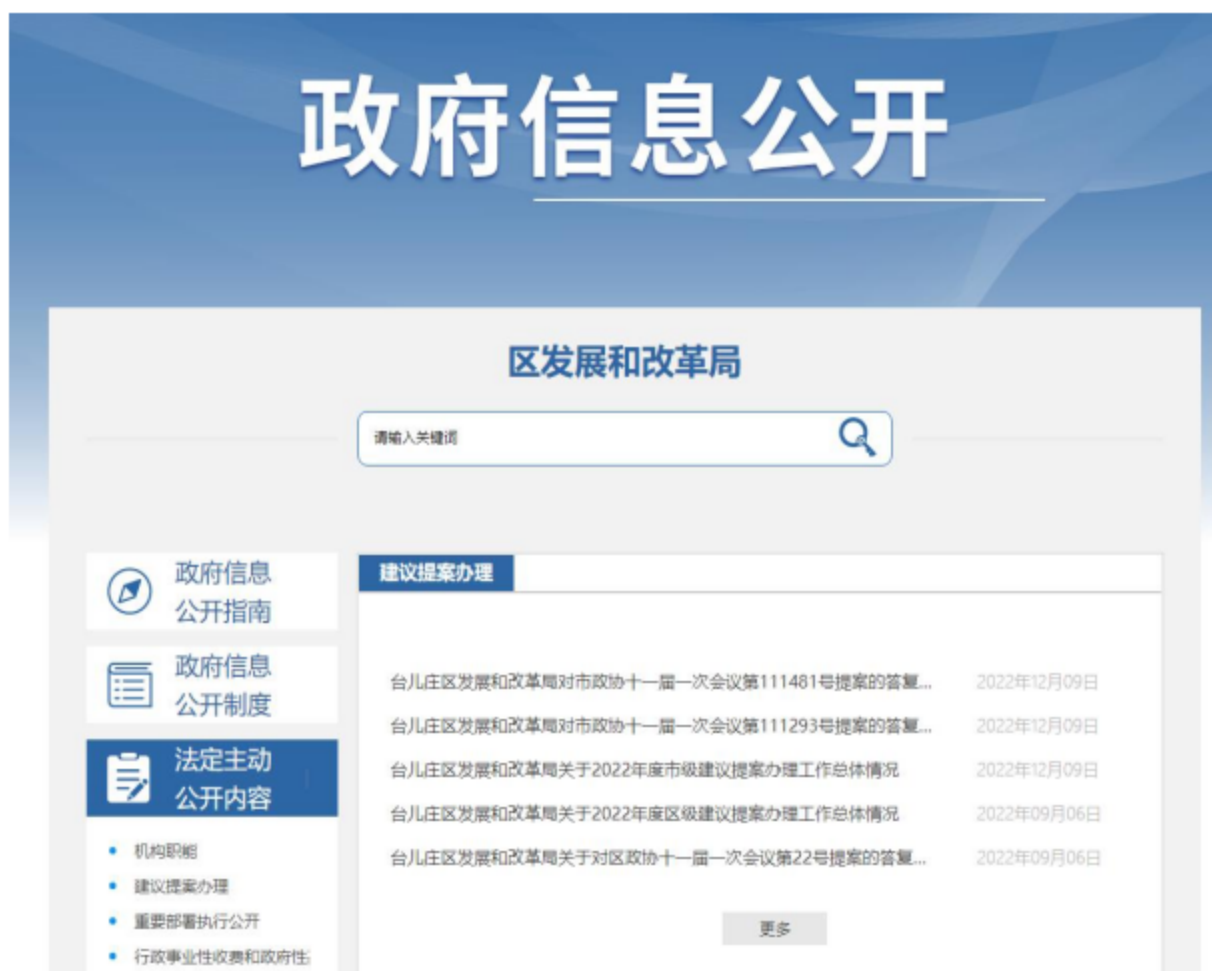 政府信息公开
区发展和改革局
请输入关键词
政府信息
公开指南
政府信息
公开制度
法定主动
公开内容
机构职能
建议提案办理
重要部署执行公开
行政事业性收费和政府性
建议提案办理
台儿庄区发展和改革局对市政协十一届一次会议第111481号提案的答复... 2022年12月09日
台儿庄区发展和改革局对市政协十一届一次会议第111293号提案的答复... 2022年12月09日
台儿庄区发展和改革局关于2022年度市级建议提案办理工作总体情况 2022年12月09日
台儿庄区发展和改革局关于2022年度区级建议提案办理工作总体情况 2022年09月06日
台儿庄区发展和改革局关于对区政协十一届一次会议第22号提案的答复... 2022年09月06日
更多